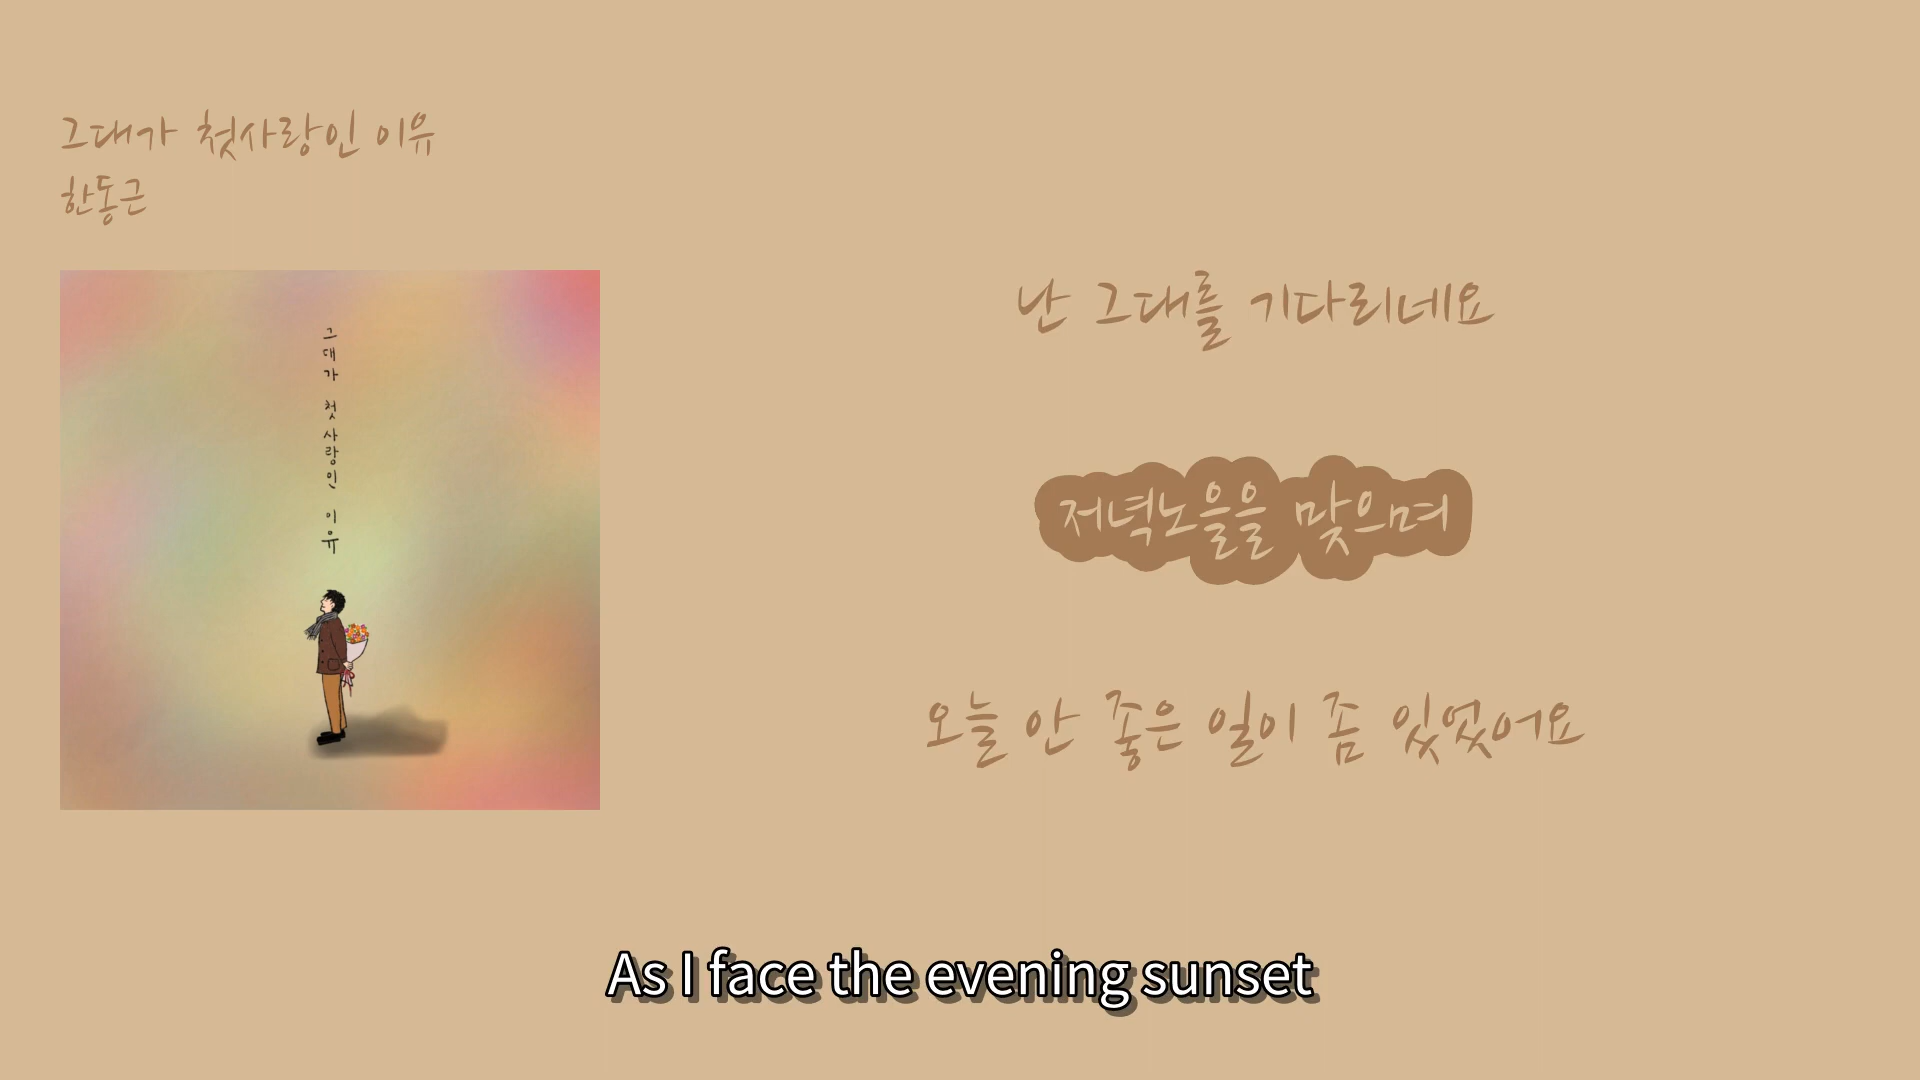 그대가 첫사랑인 이유
한동근
그대가 첫사랑인 이유
난 그대를 기다리네요
저녁노을을 맞으며
오늘 안 좋은 일이 좀 있었어요
As I face the evening sunset